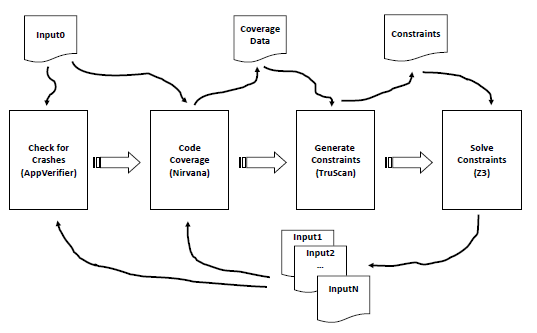 Input0
Coverage
Data
Constraints
Check for
Crashes
(AppVerifier)
Code
Coverage
(Nirvana)
Generate
Constraints
(TruScan)
Solve
Constraints
(Z3)
Input1
Input2
...
InputN